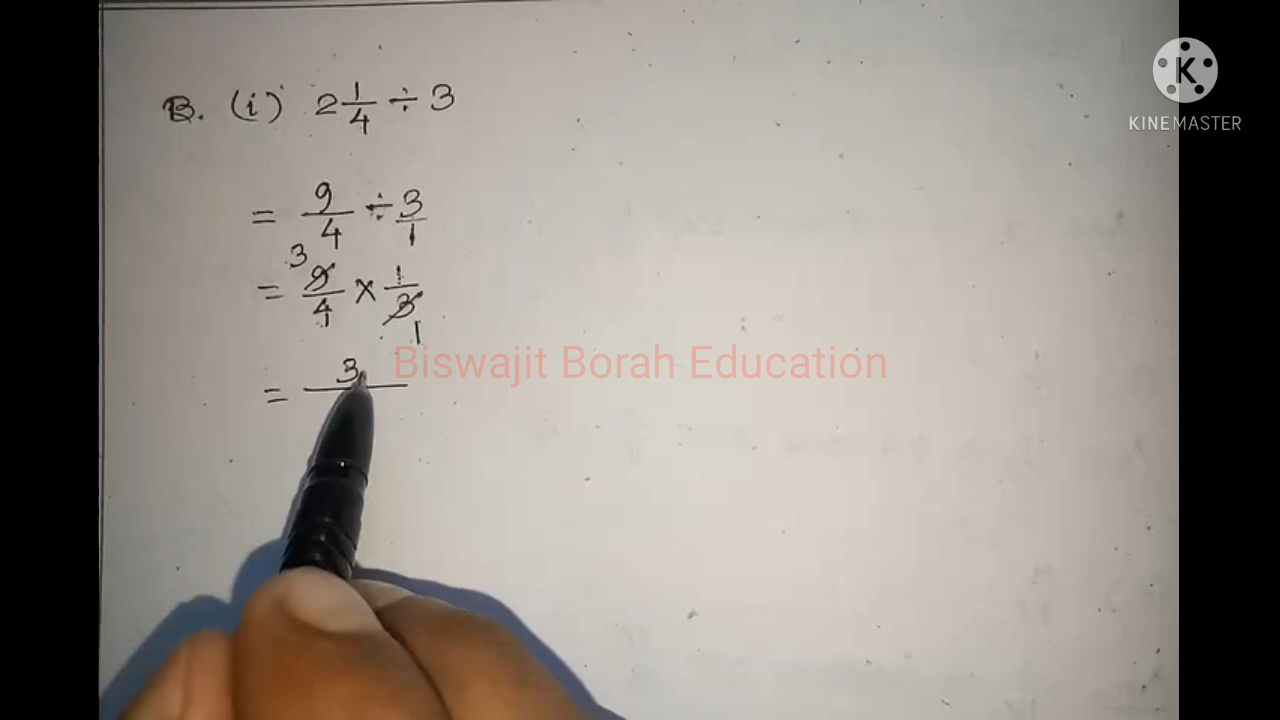 B. (i) 2 1/4 ÷ 3
= 9/4 ÷ 3/1
= 3 9/4 × 1/3 1
= 3/
K
KINEMASTER
Biswajit Borah Education